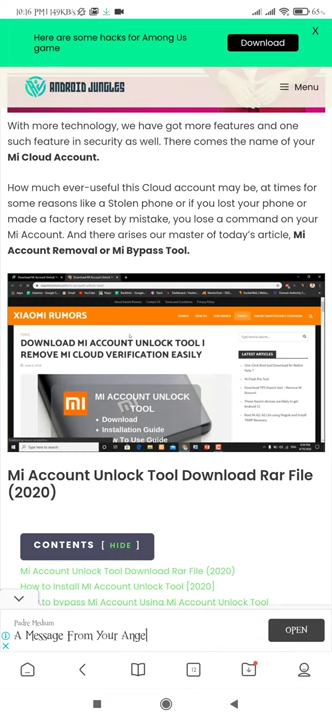 10:16 PM | 149KB/s
65%
X
Here are some hacks for Among Us
game
Download
ANDROID JUNGLES
Menu
With more technology, we have got more features and one
such feature in security as well. There comes the name of your
Mi Cloud Account.
How much ever-useful this Cloud account may be, at times for
some reasons like a Stolen phone or if you lost your phone or
made a factory reset by mistake, you lose a command on your
Mi Account. And there arises our master of today's article, Mi
Account Removal or Mi Bypass Tool.
XIAOMI RUMORS
DOWNLOAD MI ACCOUNT UNLOCK TOOL I
REMOVE MI CLOUD VERIFICATION EASILY
LATEST ARTICLES
MI ACCOUNT UNLOCK
TOOL
Download
Installation Guide
w To Use Guide
Mi Account Unlock Tool Download Rar File
(2020)
CONTENTS [ HIDE ]
Mi Account Unlock Tool Download Rar File (2020)
How to Install MI Account Unlock Tool [2020]
to bypass Mi Account Using Mi Account Unlock Tool
Padre Medium
A Message From Your Angel
OPEN
12